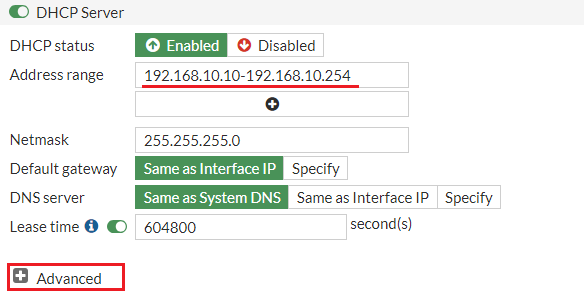 DHCP Server
DHCP status Enabled Disabled
Address range 192.168.10.10-192.168.10.254
Netmask 255.255.255.0
Default gateway Same as Interface IP Specify
DNS server Same as System DNS Same as Interface IP Specify
Lease time 604800 second(s)
Advanced